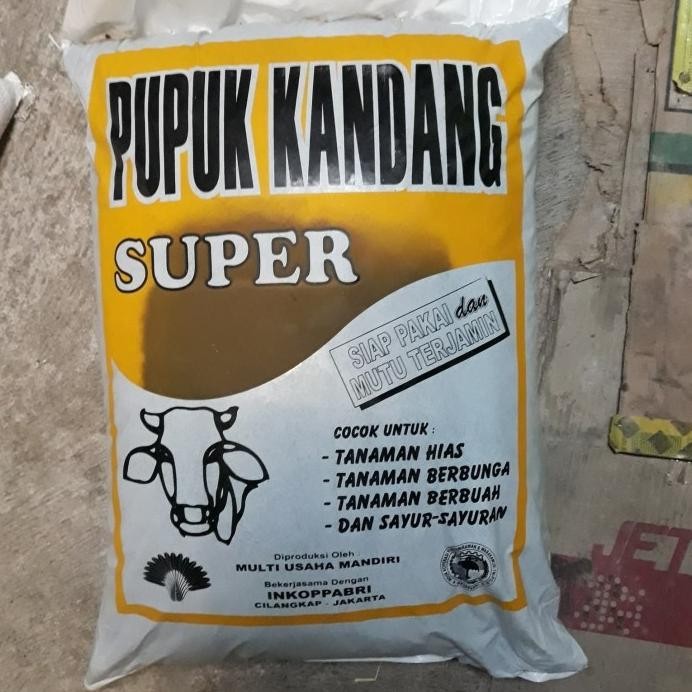 PUPUK KANDANG
SUPER
SIAP PAKAI dan
MUTU TERJAMIN
COCOK UNTUK :
- TANAMAN HIAS
- TANAMAN BERBUNGA
- TANAMAN BERBUAH
- DAN SAYUR-SAYURAN
Diproduksi Oleh
MULTI USAHA MANDIRI
Bekerjasama Dengan
INKOPPABRI
CILANGKAP - JAKARTA
JET